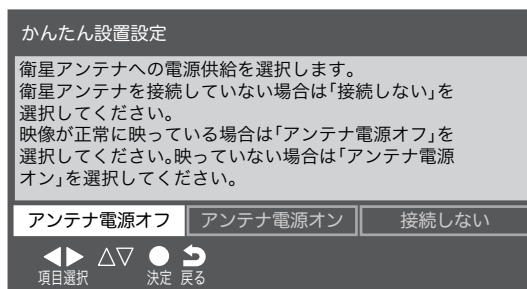 かんたん設置設定
衛星アンテナへの電源供給を選択します。
衛星アンテナを接続していない場合は「接続しない」を
選択してください。
映像が正常に映っている場合は「アンテナ電源オフ」を
選択してください。映っていない場合は「アンテナ電源
オン」を選択してください。
アンテナ電源オフ アンテナ電源オン 接続しない
項目選択 決定 戻る